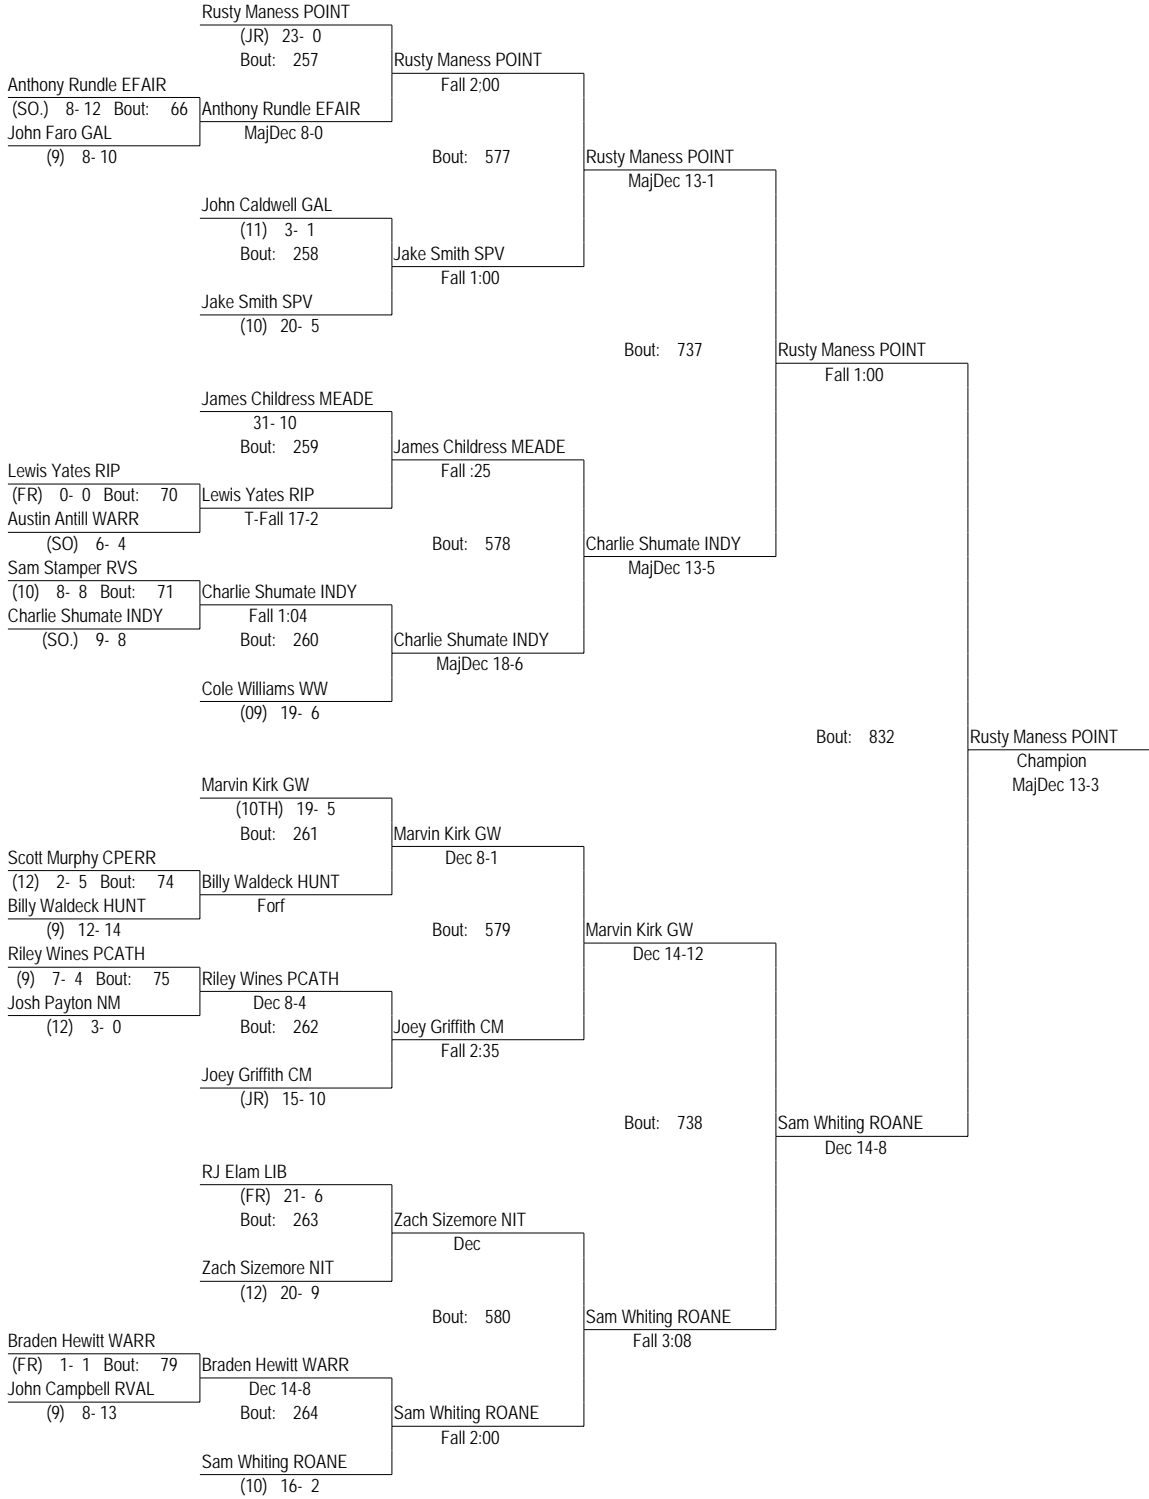 Rusty Maness POINT
(JR) 23- 0
Bout: 257
Rusty Maness POINT
Fall 2;00
Anthony Rundle EFAIR
(SO.) 8- 12 Bout: 66
Anthony Rundle EFAIR
MajDec 8-0
John Faro GAL
(9) 8- 10
Bout: 577
Rusty Maness POINT
MajDec 13-1
John Caldwell GAL
(11) 3- 1
Bout: 258
Jake Smith SPV
Fall 1:00
Jake Smith SPV
(10) 20- 5
Bout: 737
Rusty Maness POINT
Fall 1:00
James Childress MEADE
31- 10
Bout: 259
James Childress MEADE
Fall :25
Lewis Yates RIP
(FR) 0- 0 Bout: 70
Lewis Yates RIP
T-Fall 17-2
Austin Antill WARR
(SO) 6- 4
Bout: 578
Charlie Shumate INDY
MajDec 13-5
Sam Stamper RVS
(10) 8- 8 Bout: 71
Charlie Shumate INDY
Fall 1:04
Charlie Shumate INDY
(SO.) 9- 8
Bout: 260
Charlie Shumate INDY
MajDec 18-6
Cole Williams WW
(09) 19- 6
Bout: 832
Rusty Maness POINT
Champion
MajDec 13-3
Marvin Kirk GW
(10TH) 19- 5
Bout: 261
Marvin Kirk GW
Dec 8-1
Scott Murphy CPERR
(12) 2- 5 Bout: 74
Billy Waldeck HUNT
Forf
Billy Waldeck HUNT
(9) 12- 14
Bout: 579
Marvin Kirk GW
Dec 14-12
Riley Wines PCATH
(9) 7- 4 Bout: 75
Riley Wines PCATH
Dec 8-4
Josh Payton NM
(12) 3- 0
Bout: 262
Joey Griffith CM
Fall 2:35
Joey Griffith CM
(JR) 15- 10
Bout: 738
Sam Whiting ROANE
Dec 14-8
RJ Elam LIB
(FR) 21- 6
Bout: 263
Zach Sizemore NIT
Dec
Zach Sizemore NIT
(12) 20- 9
Bout: 580
Sam Whiting ROANE
Fall 3:08
Braden Hewitt WARR
(FR) 1- 1 Bout: 79
Braden Hewitt WARR
Dec 14-8
John Campbell RVAL
(9) 8- 13
Bout: 264
Sam Whiting ROANE
Fall 2:00
Sam Whiting ROANE
(10) 16- 2